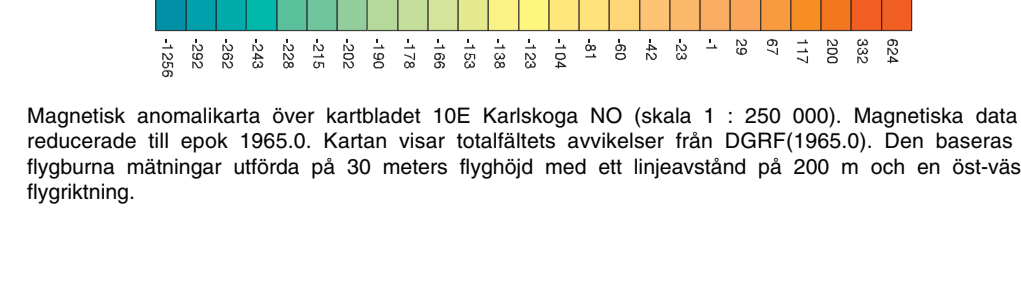 -1256 -292 -262 -243 -228 -215 -202 -190 -178 -166 -153 -138 -123 -104 -81 -60 -42 -23 -1 29 67 117 200 332 624
Magnetisk anomalikarta över kartbladet 10E Karlskoga NO (skala 1 : 250 000). Magnetiska data
reducerade till epok 1965.0. Kartan visar totalfältets avvikelser från DGRF(1965.0). Den baseras
flygburna mätningar utförda på 30 meters flyghöjd med ett linjeavstånd på 200 m och en öst-väs
flygriktning.